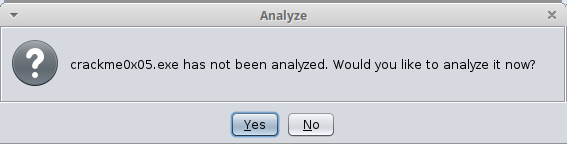 Analyze
crackme0x05.exe has not been analyzed. Would you like to analyze it now?
Yes No